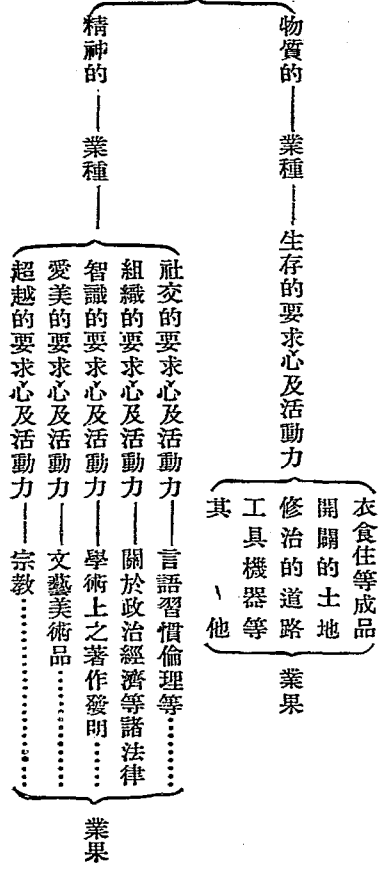 物質的——業種——生存的要求心及活動力
衣食住等成品
開闢的土地
修治的道路
工具機器等
其他
業果
精神的——業種——
社交的要求心及活動力——言語習慣倫理等………
組織的要求心及活動力——關於政治經濟等諸法律
智識的要求心及活動力——學術上之著作發明……
愛美的要求心及活動力——文藝美術品…………
超越的要求心及活動力——宗教………………
業果